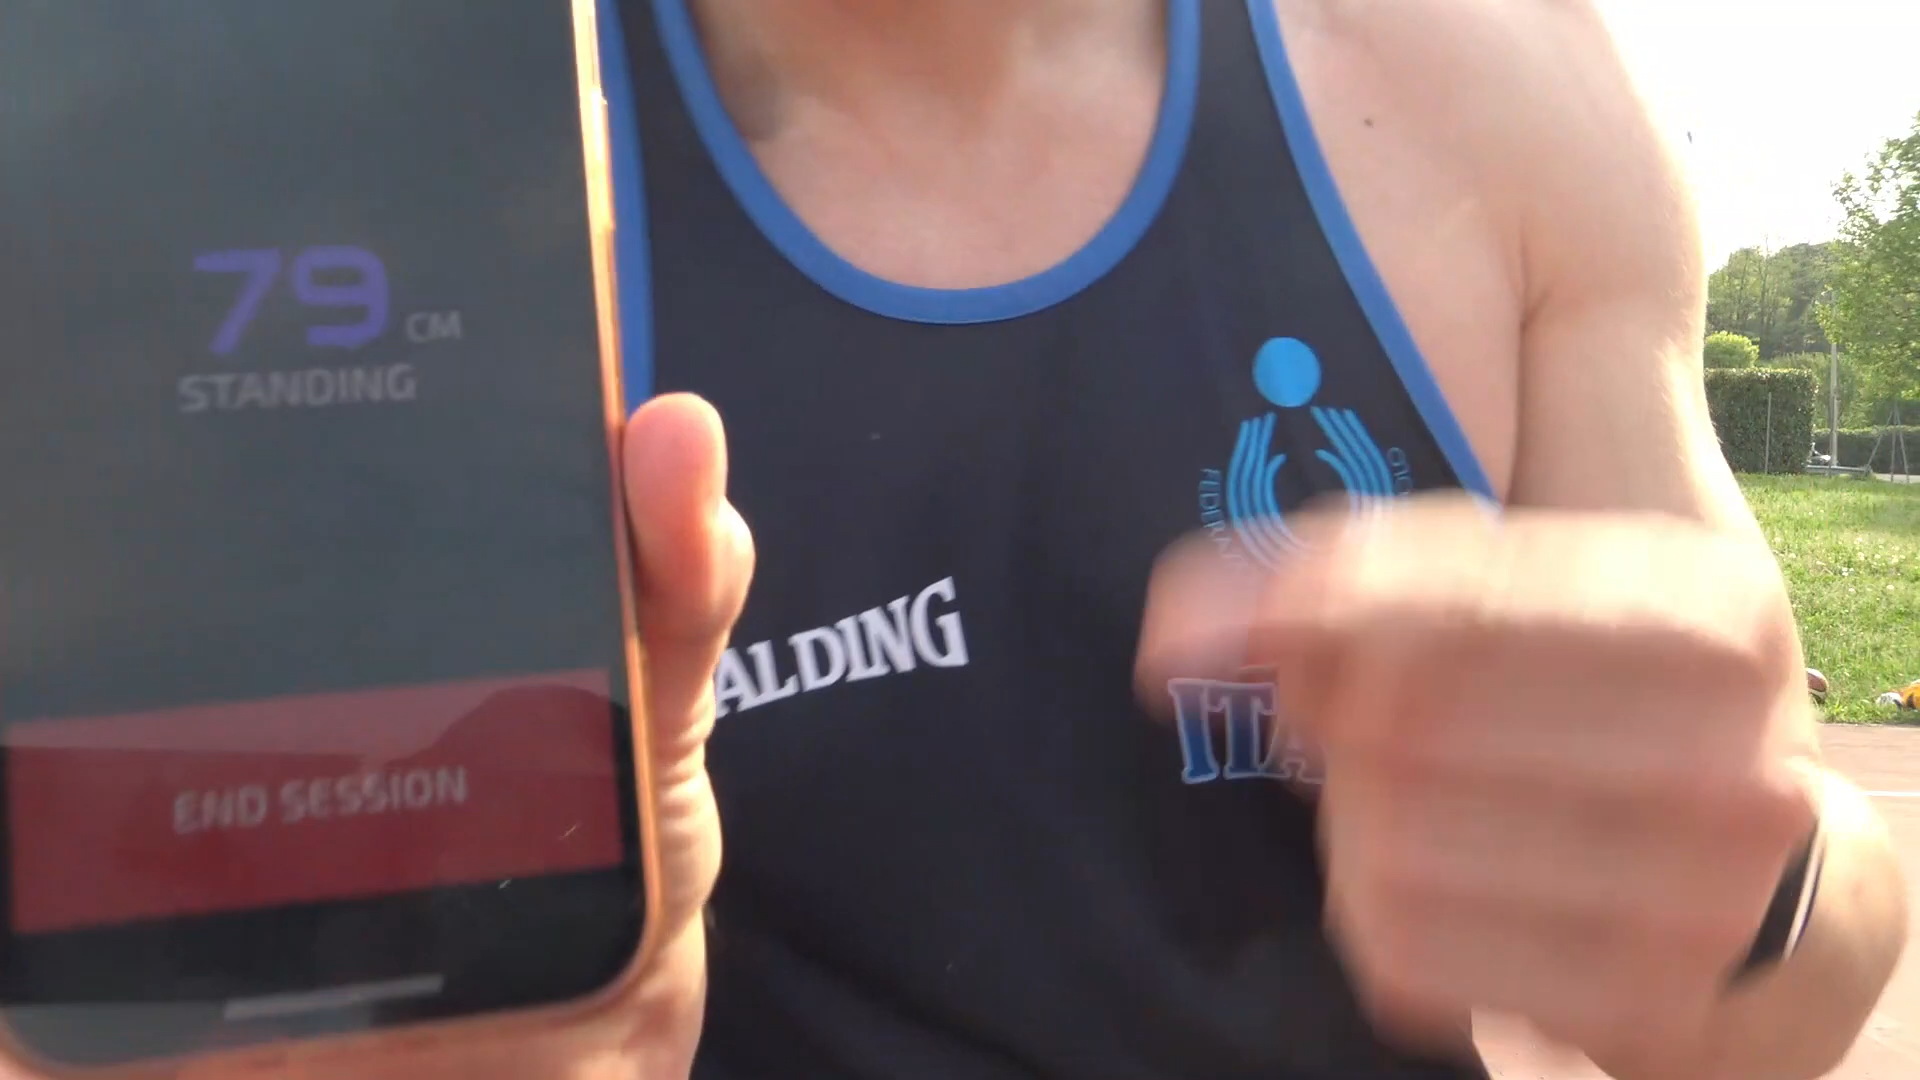 79 CM
STANDING
END SESSION
ALDING
ITA